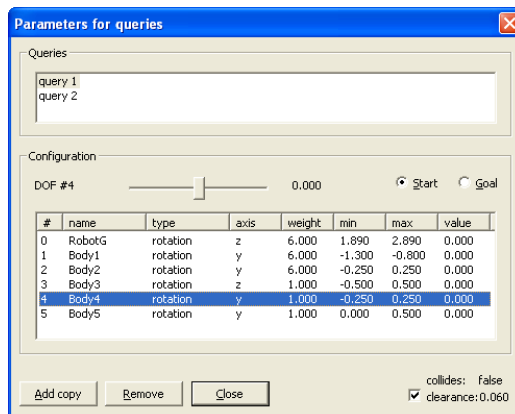 Parameters for queries
Queries
query 1
query 2
Configuration
DOF #4 0.000 Start Goal
# name type axis weight min max value
0 RobotG rotation z 6.000 1.890 2.890 0.000
1 Body1 rotation y 6.000 -1.300 -0.800 0.000
2 Body2 rotation y 6.000 -0.250 0.250 0.000
3 Body3 rotation z 1.000 -0.500 0.500 0.000
4 Body4 rotation y 1.000 -0.250 0.250 0.000
5 Body5 rotation y 1.000 0.000 0.500 0.000
collides: false
Add copy Remove Close clearance:0.060